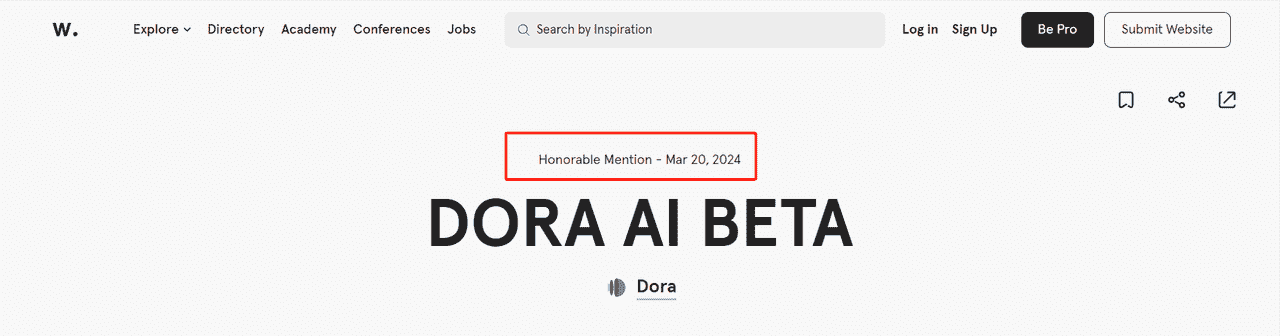 W. Explore Directory Academy Conferences Jobs Search by Inspiration Log in Sign Up Be Pro Submit Website
Honorable Mention - Mar 20, 2024
DORA AI BETA
Dora